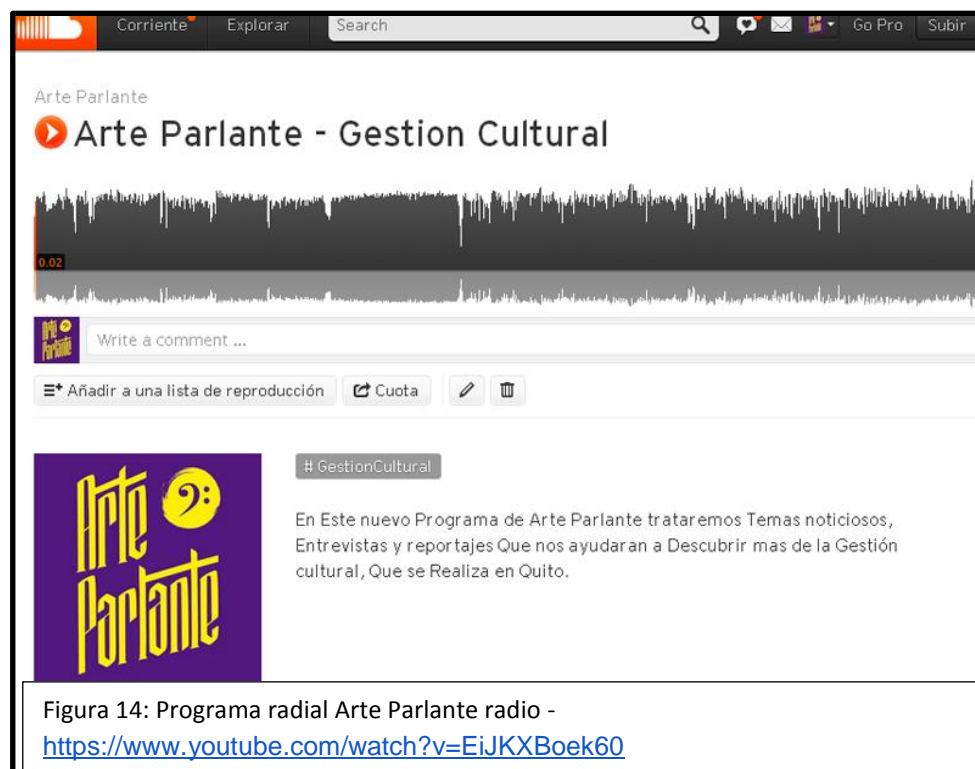 Corriente Explorar Search Go Pro Subir
Arte Parlante
Arte Parlante - Gestion Cultural
0.02
Arte Parlante
Write a comment ...
Añadir a una lista de reproducción Cuota
Arte
Parlante
# GestionCultural
En Este nuevo Programa de Arte Parlante trataremos Temas noticiosos,
Entrevistas y reportajes Que nos ayudaran a Descubrir mas de la Gestión
cultural, Que se Realiza en Quito.
Figura 14: Programa radial Arte Parlante radio -
https://www.youtube.com/watch?v=EiJKXBoek60